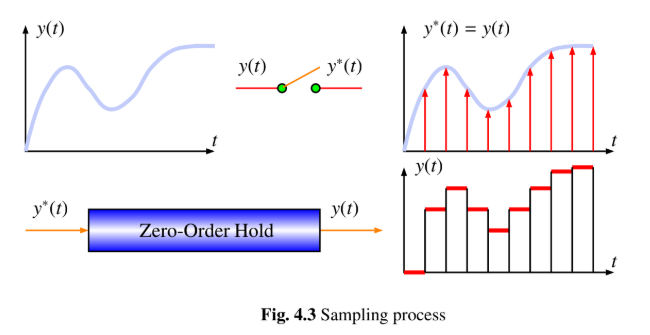 y(t)
t
y(t)
y*(t)
y*(t) = y(t)
t
y*(t)
Zero-Order Hold
y(t)
y(t)
t
Fig. 4.3 Sampling process